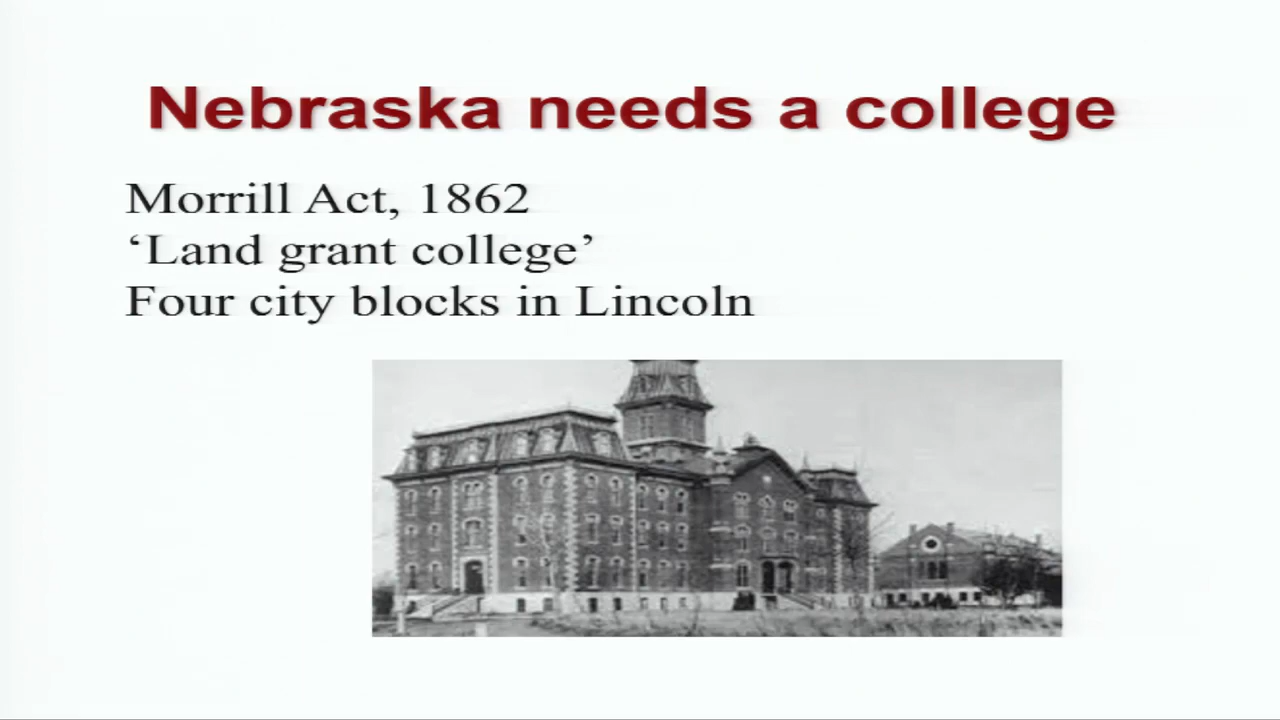 Nebraska needs a college
Morrill Act, 1862
‘Land grant college’
Four city blocks in Lincoln